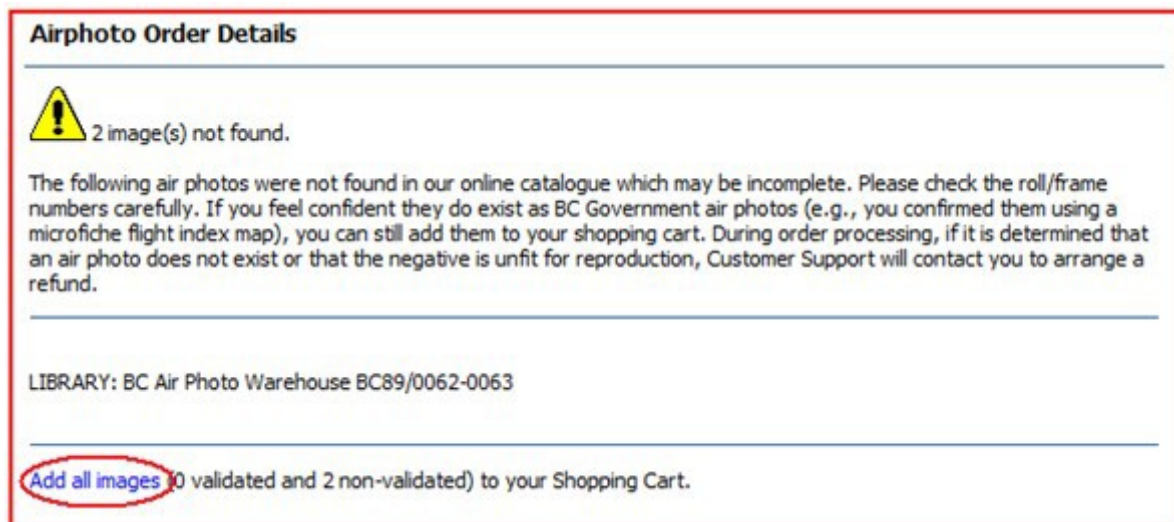 Airphoto Order Details
2 image(s) not found.
The following air photos were not found in our online catalogue which may be incomplete. Please check the roll/frame
numbers carefully. If you feel confident they do exist as BC Government air photos (e.g., you confirmed them using a
microfiche flight index map), you can still add them to your shopping cart. During order processing, if it is determined that
an air photo does not exist or that the negative is unfit for reproduction, Customer Support will contact you to arrange a
refund.
LIBRARY: BC Air Photo Warehouse BC89/0062-0063
Add all images (0 validated and 2 non-validated) to your Shopping Cart.